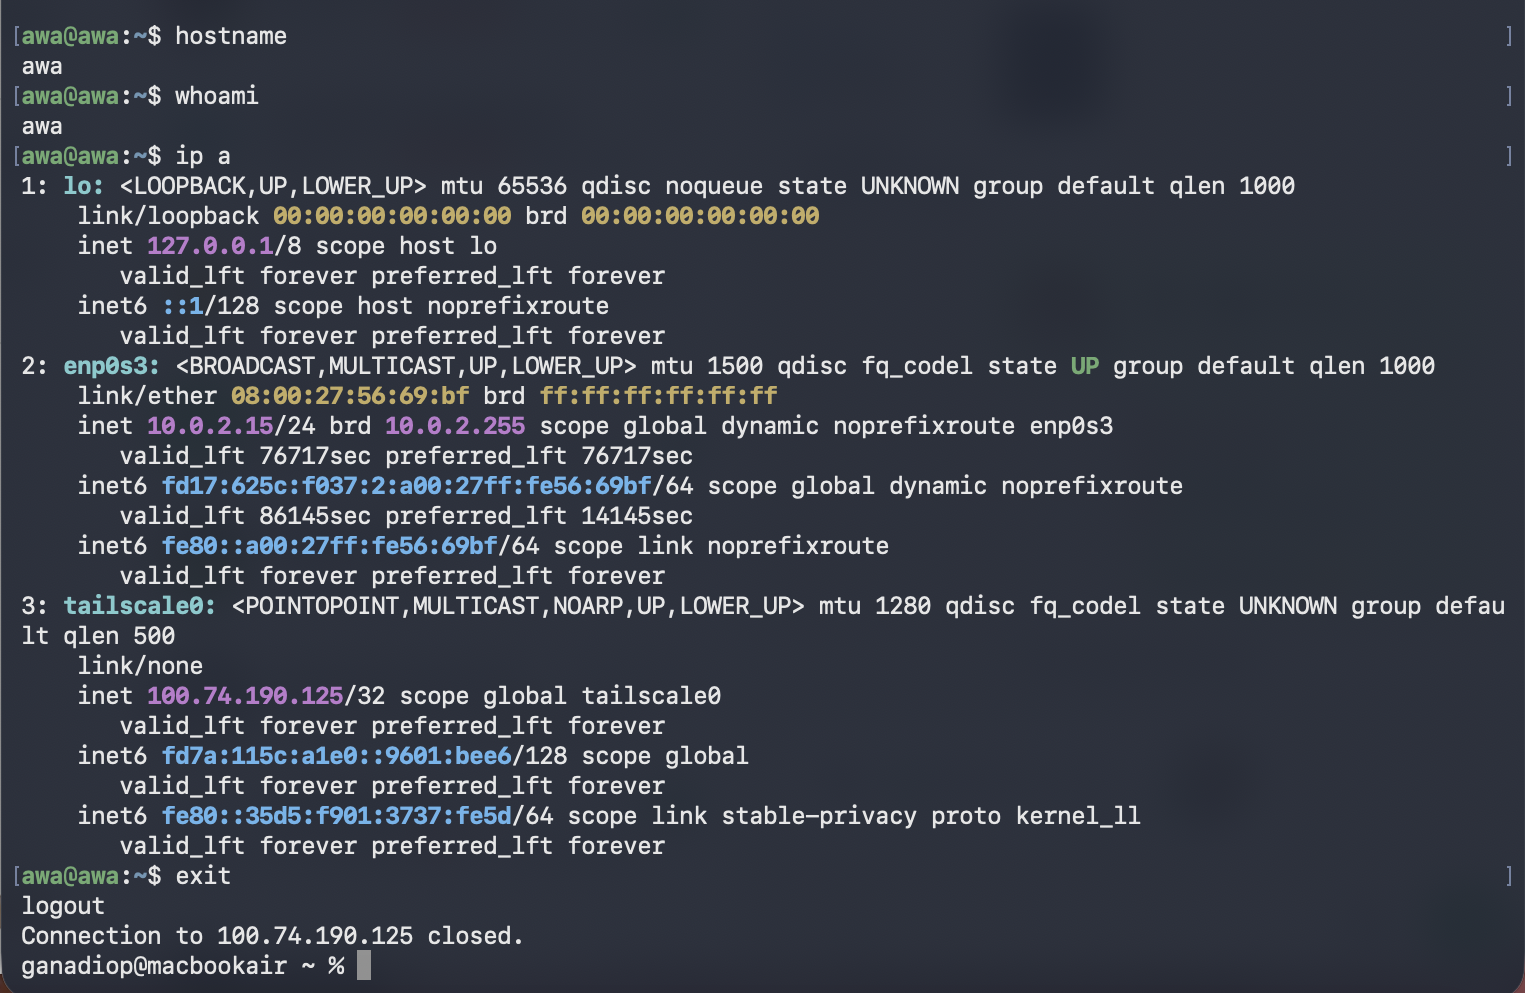 [awa@awa:~$ hostname ]
awa
[awa@awa:~$ whoami ]
awa
[awa@awa:~$ ip a ]
1: lo: <LOOPBACK,UP,LOWER_UP> mtu 65536 qdisc noqueue state UNKNOWN group default qlen 1000
    link/loopback 00:00:00:00:00:00 brd 00:00:00:00:00:00
    inet 127.0.0.1/8 scope host lo
       valid_lft forever preferred_lft forever
    inet6 ::1/128 scope host noprefixroute
       valid_lft forever preferred_lft forever
2: enp0s3: <BROADCAST,MULTICAST,UP,LOWER_UP> mtu 1500 qdisc fq_codel state UP group default qlen 1000
    link/ether 08:00:27:56:69:bf brd ff:ff:ff:ff:ff:ff
    inet 10.0.2.15/24 brd 10.0.2.255 scope global dynamic noprefixroute enp0s3
       valid_lft 76717sec preferred_lft 76717sec
    inet6 fd17:625c:f037:2:a00:27ff:fe56:69bf/64 scope global dynamic noprefixroute
       valid_lft 86145sec preferred_lft 14145sec
    inet6 fe80::a00:27ff:fe56:69bf/64 scope link noprefixroute
       valid_lft forever preferred_lft forever
3: tailscale0: <POINTOPOINT,MULTICAST,NOARP,UP,LOWER_UP> mtu 1280 qdisc fq_codel state UNKNOWN group defau
lt qlen 500
    link/none
    inet 100.74.190.125/32 scope global tailscale0
       valid_lft forever preferred_lft forever
    inet6 fd7a:115c:a1e0::9601:bee6/128 scope global
       valid_lft forever preferred_lft forever
    inet6 fe80::35d5:f901:3737:fe5d/64 scope link stable-privacy proto kernel_ll
       valid_lft forever preferred_lft forever
[awa@awa:~$ exit ]
logout
Connection to 100.74.190.125 closed.
ganadiop@macbookair ~ %